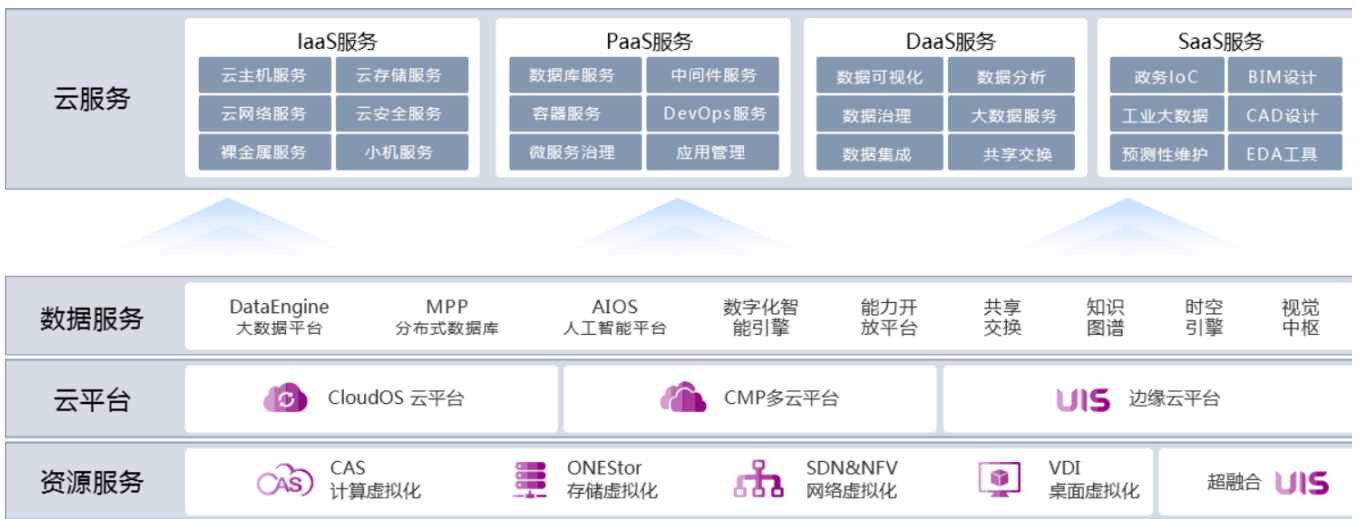 云服务
IaaS服务
云主机服务 云存储服务
云网络服务 云安全服务
裸金属服务 小机服务
PaaS服务
数据库服务 中间件服务
容器服务 DevOps服务
微服务治理 应用管理
DaaS服务
数据可视化 数据分析
数据治理 大数据服务
数据集成 共享交换
SaaS服务
政务IoC BIM设计
工业大数据 CAD设计
预测性维护 EDA工具
数据服务
DataEngine
大数据平台
MPP
分布式数据库
AIOS
人工智能平台
数字化智
能引擎
能力开
放平台
共享
交换
知识
图谱
时空
引擎
视觉
中枢
云平台
CloudOS 云平台
CMP多云平台
UIS 边缘云平台
资源服务
CAS
CAS
计算虚拟化
ONEStor
存储虚拟化
SDN&NFV
网络虚拟化
VDI
桌面虚拟化
超融合 UIS